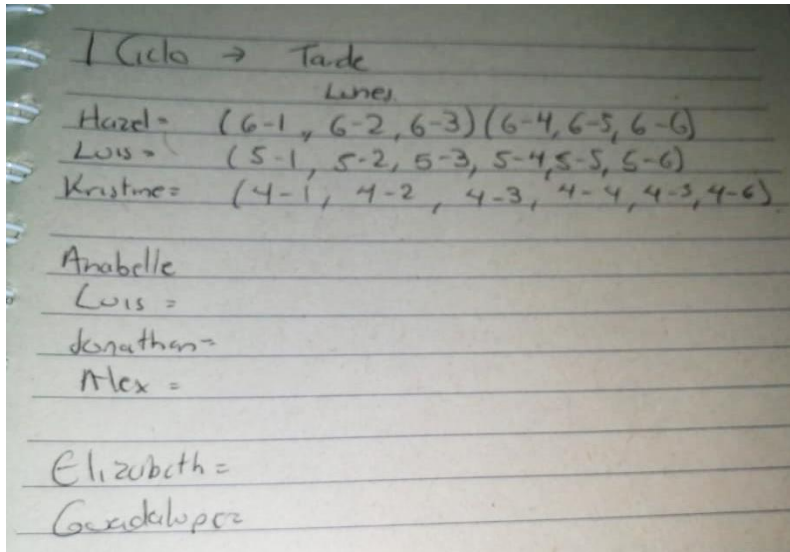 I Ciclo → Tarde
Lunes.
Hazel = (6-1, 6-2, 6-3) (6-4, 6-5, 6-6)
Luis = (5-1, 5-2, 5-3, 5-4, 5-5, 5-6)
Kristine = (4-1, 4-2, 4-3, 4-4, 4-5, 4-6)
Anabelle
Luis =
Jonathan =
Alex =
Elizabeth =
Guadalupe =